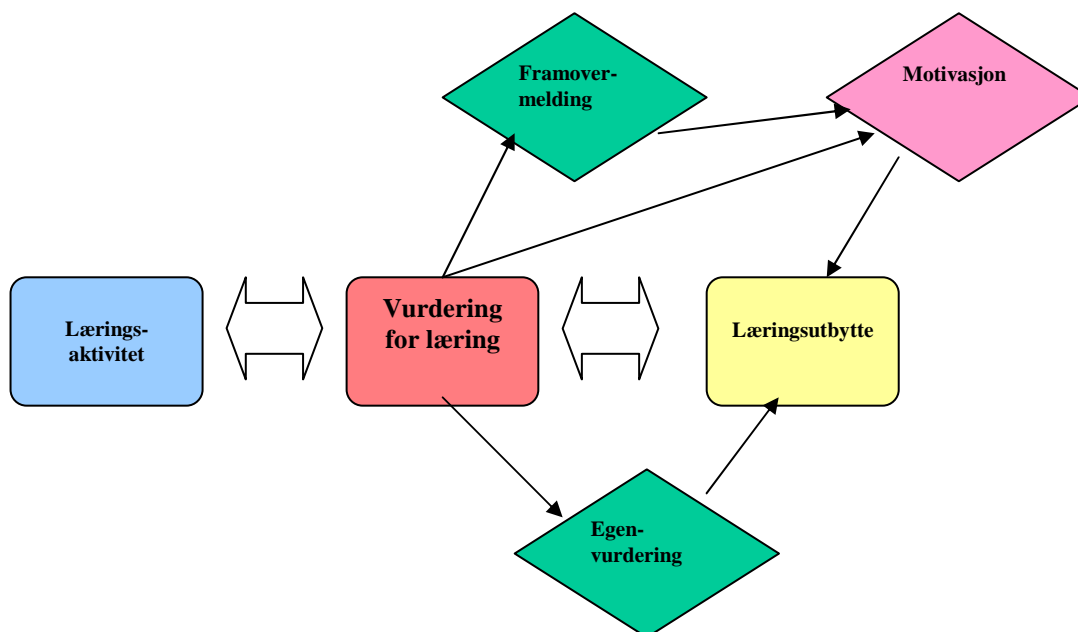 Framover-
melding
Motivasjon
Lærings-
aktivitet
Vurdering
for læring
Læringsutbytte
Egen-
vurdering